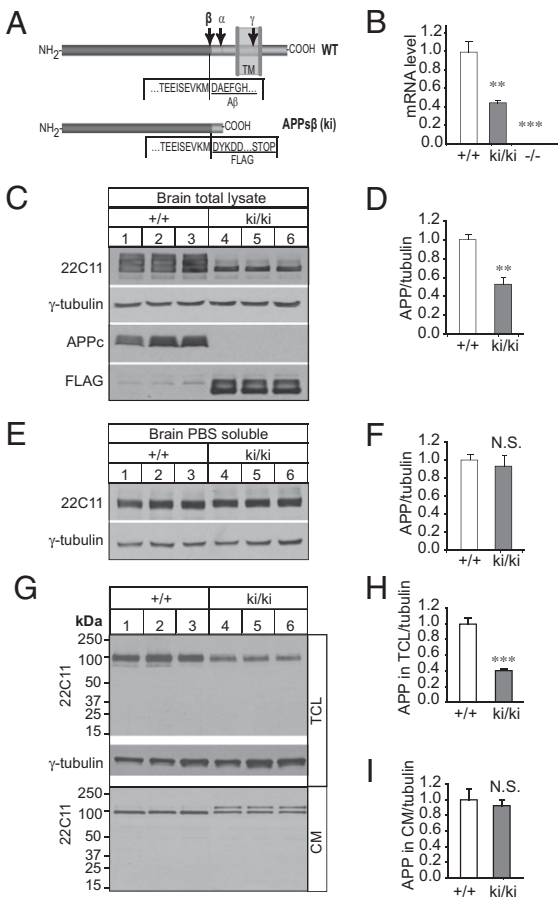 A
β α γ
NH2- -COOH WT
TM
...TEEISEVKM DAEFGH...
Aβ
-COOH APPsβ (ki)
NH2-
...TEEISEVKM DYKDD...STOP
FLAG
B
mRNA level
1.2
1.0
0.8
0.6
0.4
0.2
0
**
***
+/+ ki/ki -/-
C
Brain total lysate
+/+ ki/ki
1 2 3 4 5 6
22C11
γ-tubulin
APPc
FLAG
D
APP/tubulin
1.2
1.0
0.8
0.6
0.4
0.2
0.0
**
+/+ ki/ki
E
Brain PBS soluble
+/+ ki/ki
1 2 3 4 5 6
22C11
γ-tubulin
F
APP/tubulin
1.2
1.0
0.8
0.6
0.4
0.2
0.0
N.S.
+/+ ki/ki
G
+/+ ki/ki
kDa 1 2 3 4 5 6
22C11
250
100
50
37
25
15
TCL
γ-tubulin
22C11
250
100
50
37
25
15
CM
H
APP in TCL/tubulin
1.2
1.0
0.8
0.6
0.4
0.2
0.0
***
+/+ ki/ki
I
APP in CM/tubulin
1.2
1.0
0.8
0.6
0.4
0.2
0.0
N.S.
+/+ ki/ki